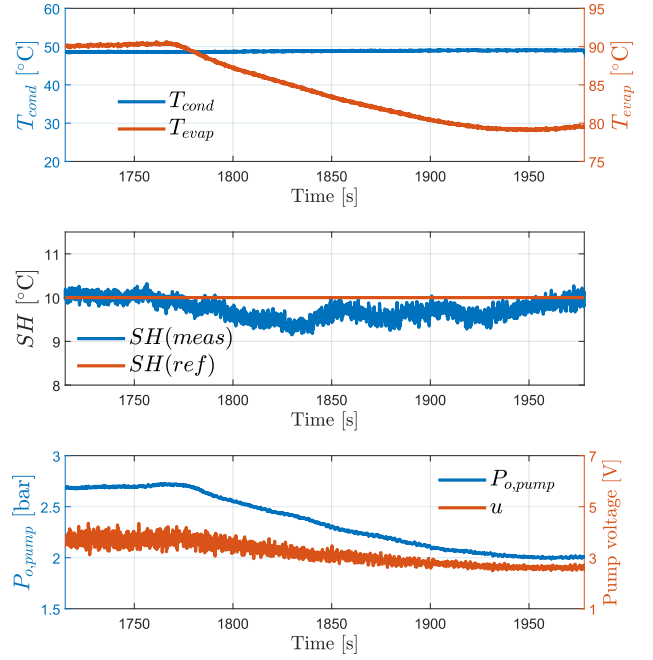 60
50
40
30
20
T_cond [°C]
95
90
85
80
75
T_evap [°C]
T_cond
T_evap
1750 1800 1850 1900 1950
Time [s]
11
10
9
8
SH [°C]
SH(meas)
SH(ref)
1750 1800 1850 1900 1950
Time [s]
3
2.5
2
1.5
P_o,pump [bar]
7
6
5
4
3
2
1
Pump voltage [V]
P_o,pump
u
1750 1800 1850 1900 1950
Time [s]